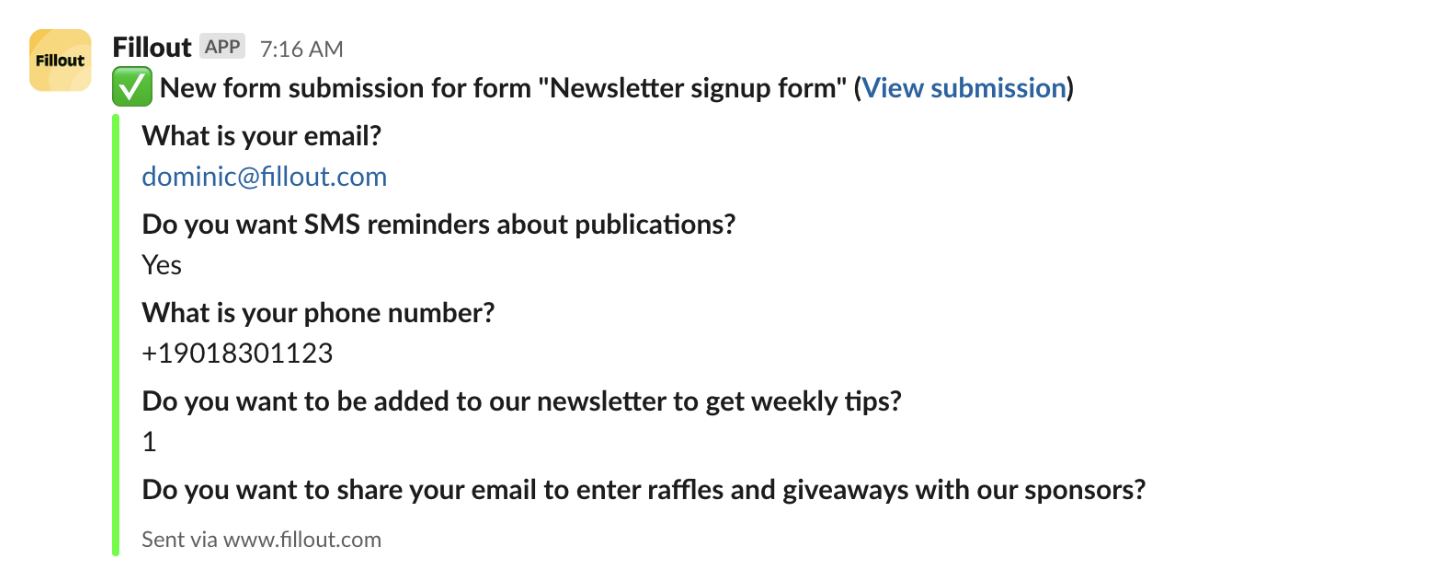 Fillout
Fillout APP 7:16 AM
✅ New form submission for form "Newsletter signup form" (View submission)
What is your email?
dominic@fillout.com
Do you want SMS reminders about publications?
Yes
What is your phone number?
+19018301123
Do you want to be added to our newsletter to get weekly tips?
1
Do you want to share your email to enter raffles and giveaways with our sponsors?
Sent via www.fillout.com